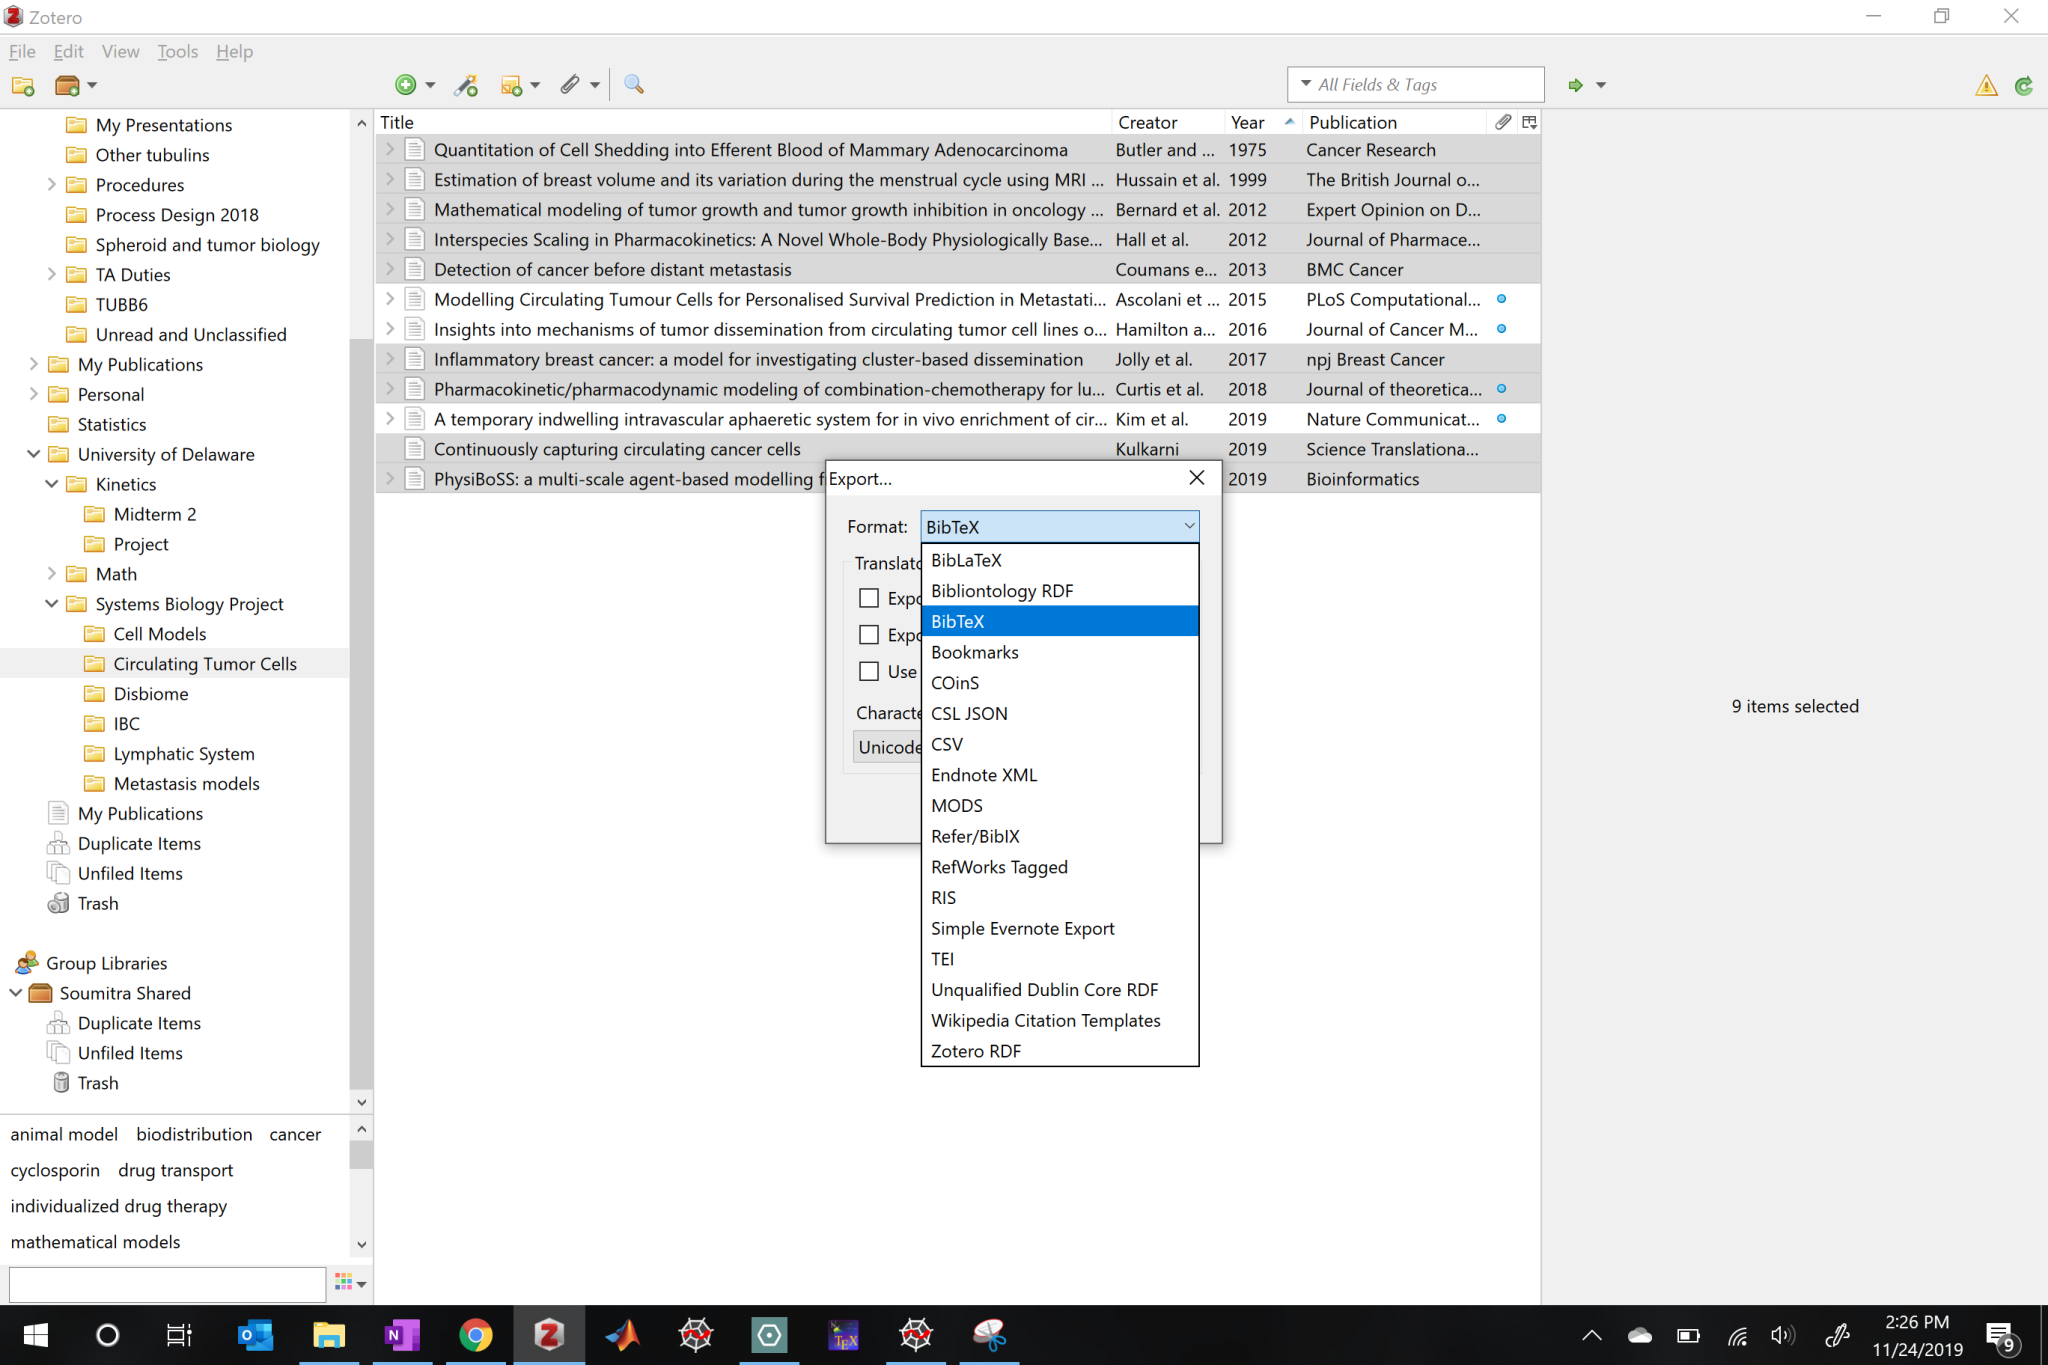 Zotero
File Edit View Tools Help
All Fields & Tags
My Presentations
Other tubulins
Procedures
Process Design 2018
Spheroid and tumor biology
TA Duties
TUBB6
Unread and Unclassified
My Publications
Personal
Statistics
University of Delaware
Kinetics
Midterm 2
Project
Math
Systems Biology Project
Cell Models
Circulating Tumor Cells
Disbiome
IBC
Lymphatic System
Metastasis models
My Publications
Duplicate Items
Unfiled Items
Trash
Group Libraries
Soumitra Shared
Duplicate Items
Unfiled Items
Trash
animal model biodistribution cancer
cyclosporin drug transport
individualized drug therapy
mathematical models
Title Creator Year Publication
Quantitation of Cell Shedding into Efferent Blood of Mammary Adenocarcinoma Butler and ... 1975 Cancer Research
Estimation of breast volume and its variation during the menstrual cycle using MRI ... Hussain et al. 1999 The British Journal o...
Mathematical modeling of tumor growth and tumor growth inhibition in oncology ... Bernard et al. 2012 Expert Opinion on D...
Interspecies Scaling in Pharmacokinetics: A Novel Whole-Body Physiologically Base... Hall et al. 2012 Journal of Pharmace...
Detection of cancer before distant metastasis Coumans e... 2013 BMC Cancer
Modelling Circulating Tumour Cells for Personalised Survival Prediction in Metastati... Ascolani et ... 2015 PLoS Computational...
Insights into mechanisms of tumor dissemination from circulating tumor cell lines o... Hamilton a... 2016 Journal of Cancer M...
Inflammatory breast cancer: a model for investigating cluster-based dissemination Jolly et al. 2017 npj Breast Cancer
Pharmacokinetic/pharmacodynamic modeling of combination-chemotherapy for lu... Curtis et al. 2018 Journal of theoretica...
A temporary indwelling intravascular aphaeretic system for in vivo enrichment of cir... Kim et al. 2019 Nature Communicat...
Continuously capturing circulating cancer cells Kulkarni 2019 Science Translationa...
PhysiBoSS: a multi-scale agent-based modelling f 2019 Bioinformatics
Export...
Format: BibTeX
Translato
Expo
Expo
Use
Characte
Unicode
BibLaTeX
Bibliontology RDF
BibTeX
Bookmarks
COinS
CSL JSON
CSV
Endnote XML
MODS
Refer/BibIX
RefWorks Tagged
RIS
Simple Evernote Export
TEI
Unqualified Dublin Core RDF
Wikipedia Citation Templates
Zotero RDF
9 items selected
2:26 PM
11/24/2019
9